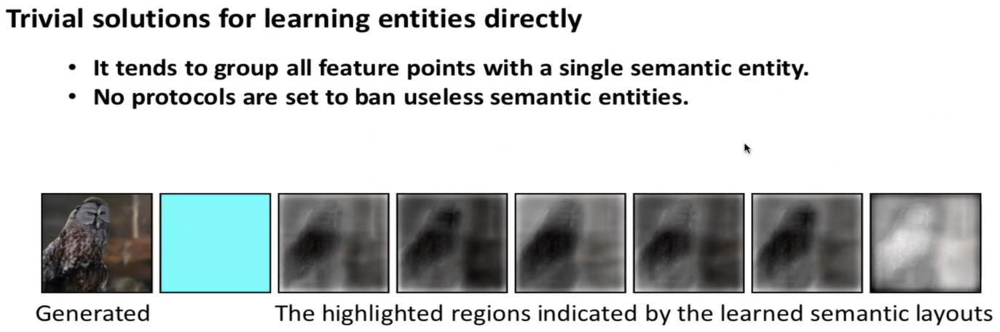 Trivial solutions for learning entities directly
• It tends to group all feature points with a single semantic entity.
• No protocols are set to ban useless semantic entities.
Generated
The highlighted regions indicated by the learned semantic layouts